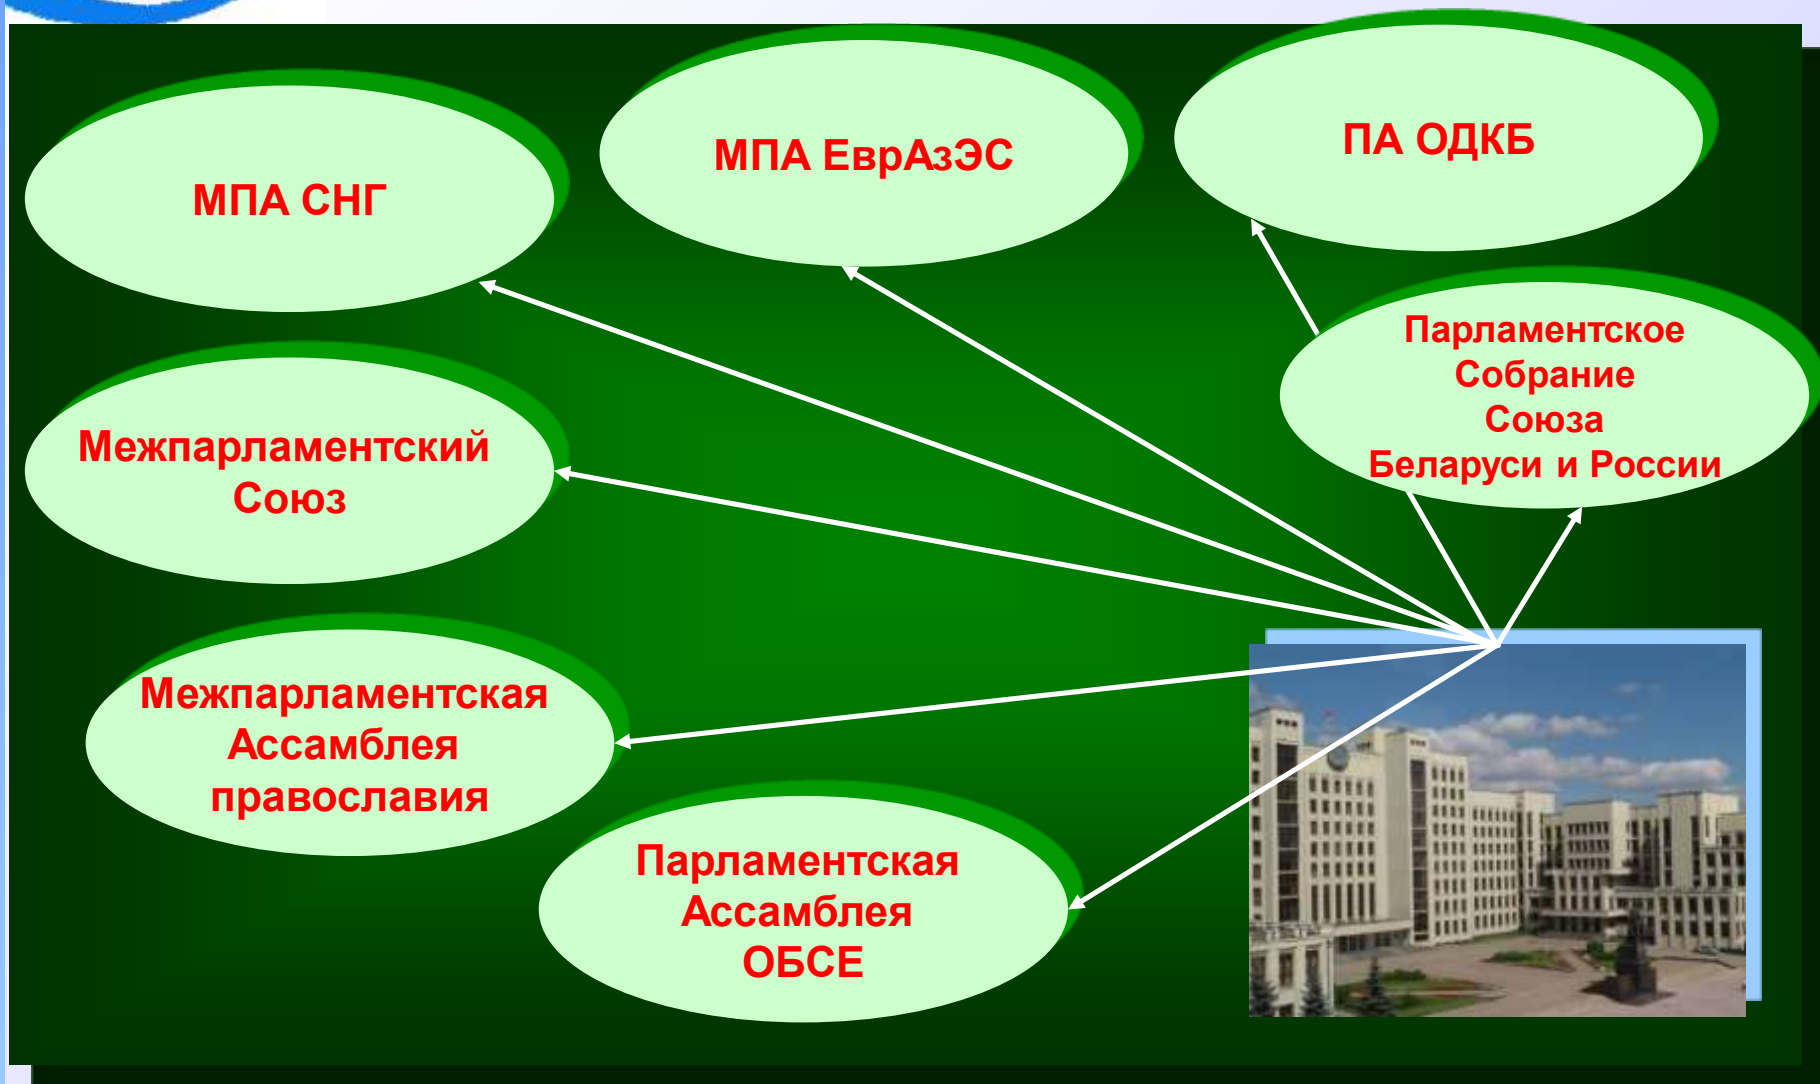 МПА СНГ
МПА ЕврАзЭС
ПА ОДКБ
Парламентское
Собрание
Союза
Беларуси и России
Межпарламентский
Союз
Межпарламентская
Ассамблея
православия
Парламентская
Ассамблея
ОБСЕ